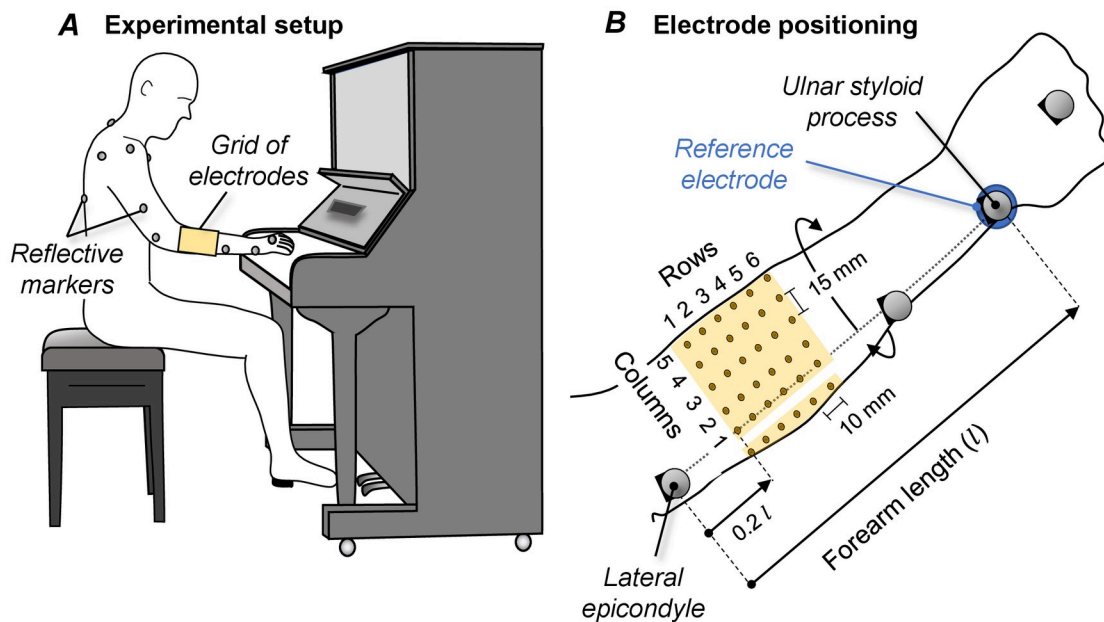 A Experimental setup
Grid of
electrodes
Reflective
markers
B Electrode positioning
Ulnar styloid
process
Reference
electrode
Rows
1 2 3 4 5 6
15 mm
Columns
5 4 3 2 1
10 mm
0.2 l
Forearm length (l)
Lateral
epicondyle